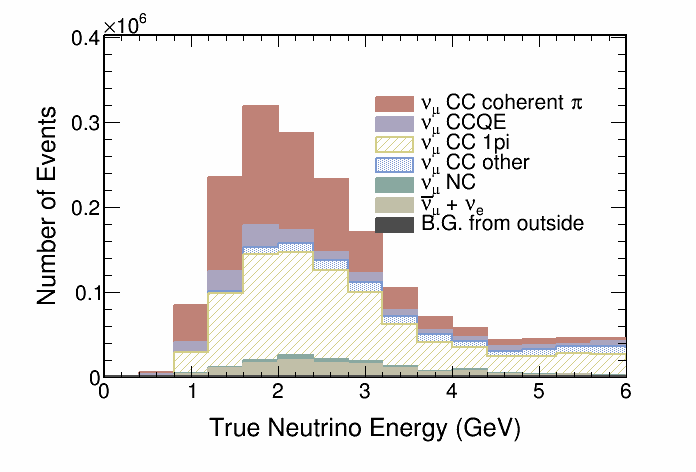 ×10⁶
0.4
0.3
0.2
0.1
0
Number of Events
ν_μ CC coherent π
ν_μ CCQE
ν_μ CC 1pi
ν_μ CC other
ν_μ NC
ν̅_μ + ν_e
B.G. from outside
0 1 2 3 4 5 6
True Neutrino Energy (GeV)